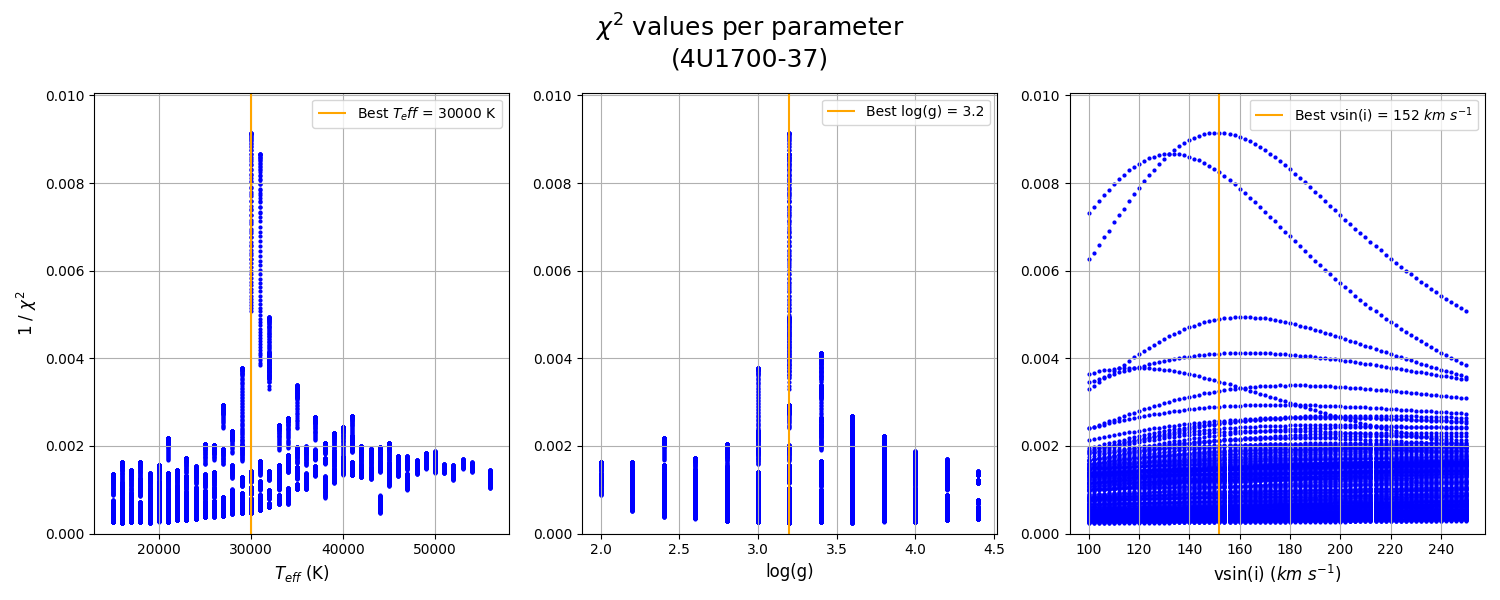 χ² values per parameter
(4U1700-37)
1 / χ²
0.010
0.008
0.006
0.004
0.002
0.000
Best T_eff = 30000 K
20000 30000 40000 50000
T_eff (K)
0.010
0.008
0.006
0.004
0.002
0.000
Best log(g) = 3.2
2.0 2.5 3.0 3.5 4.0 4.5
log(g)
0.010
0.008
0.006
0.004
0.002
0.000
Best vsin(i) = 152 km s⁻¹
100 120 140 160 180 200 220 240
vsin(i) (km s⁻¹)